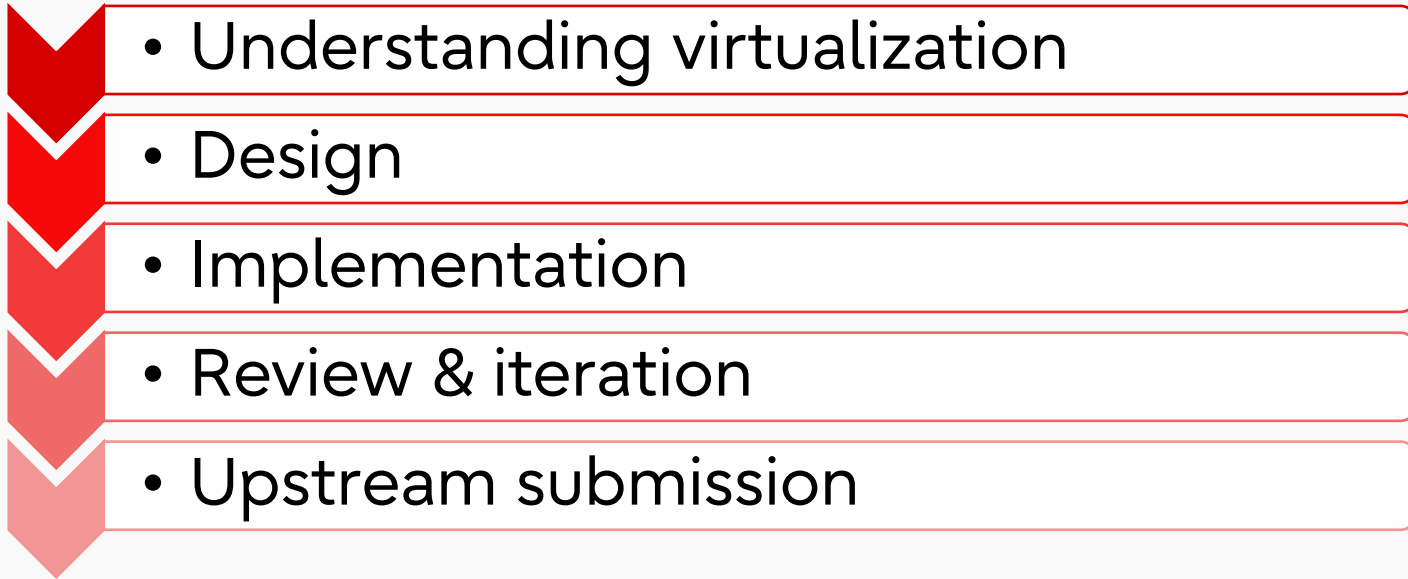 • Understanding virtualization
• Design
• Implementation
• Review & iteration
• Upstream submission